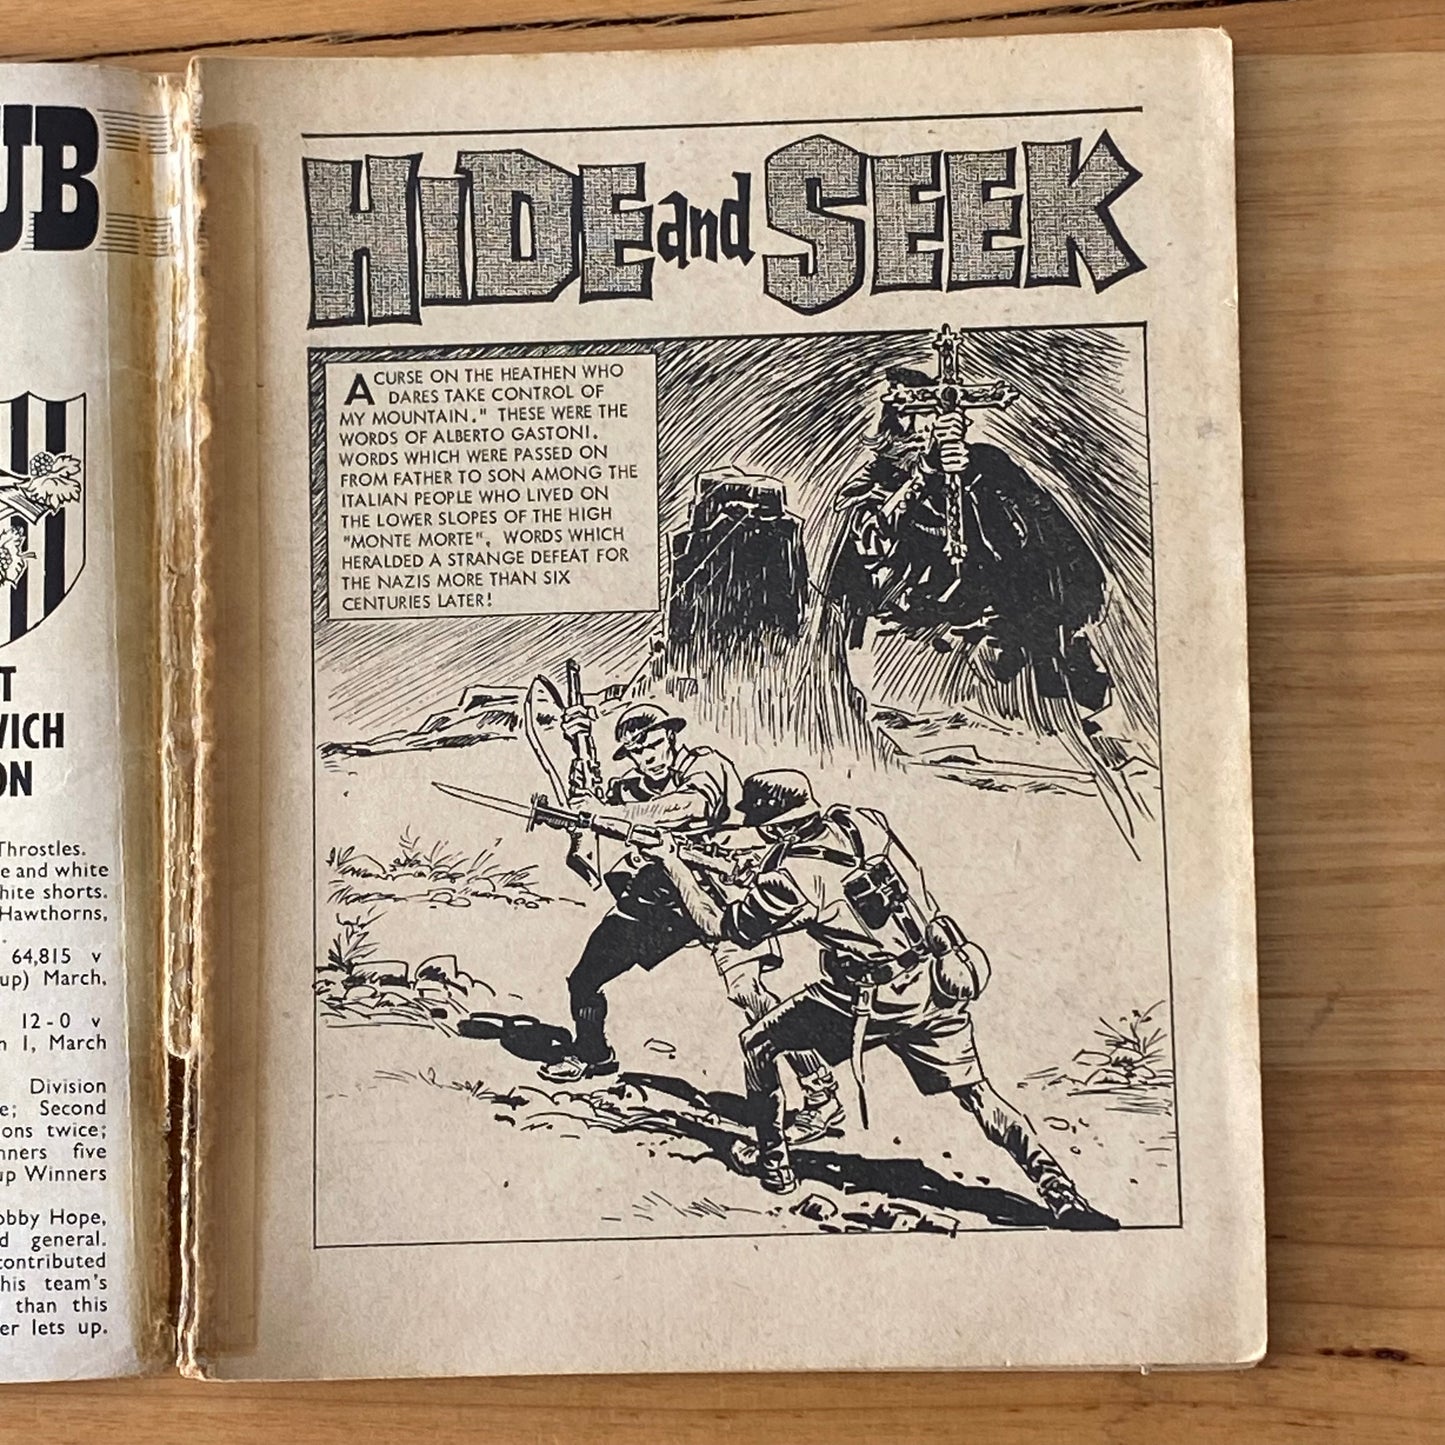 UB
T
WICH
ON
Throstles.
e and white
hite shorts.
Hawthorns,
64,815 v
up) March,
12-0 v
1, March
Division
e; Second
ons twice;
nners five
up Winners
obby Hope,
d general.
contributed
his team's
than this
er lets up.
HIDE and SEEK
A CURSE ON THE HEATHEN WHO
DARES TAKE CONTROL OF
MY MOUNTAIN." THESE WERE THE
WORDS OF ALBERTO GASTONI.
WORDS WHICH WERE PASSED ON
FROM FATHER TO SON AMONG THE
ITALIAN PEOPLE WHO LIVED ON
THE LOWER SLOPES OF THE HIGH
"MONTE MORTE", WORDS WHICH
HERALDED A STRANGE DEFEAT FOR
THE NAZIS MORE THAN SIX
CENTURIES LATER!